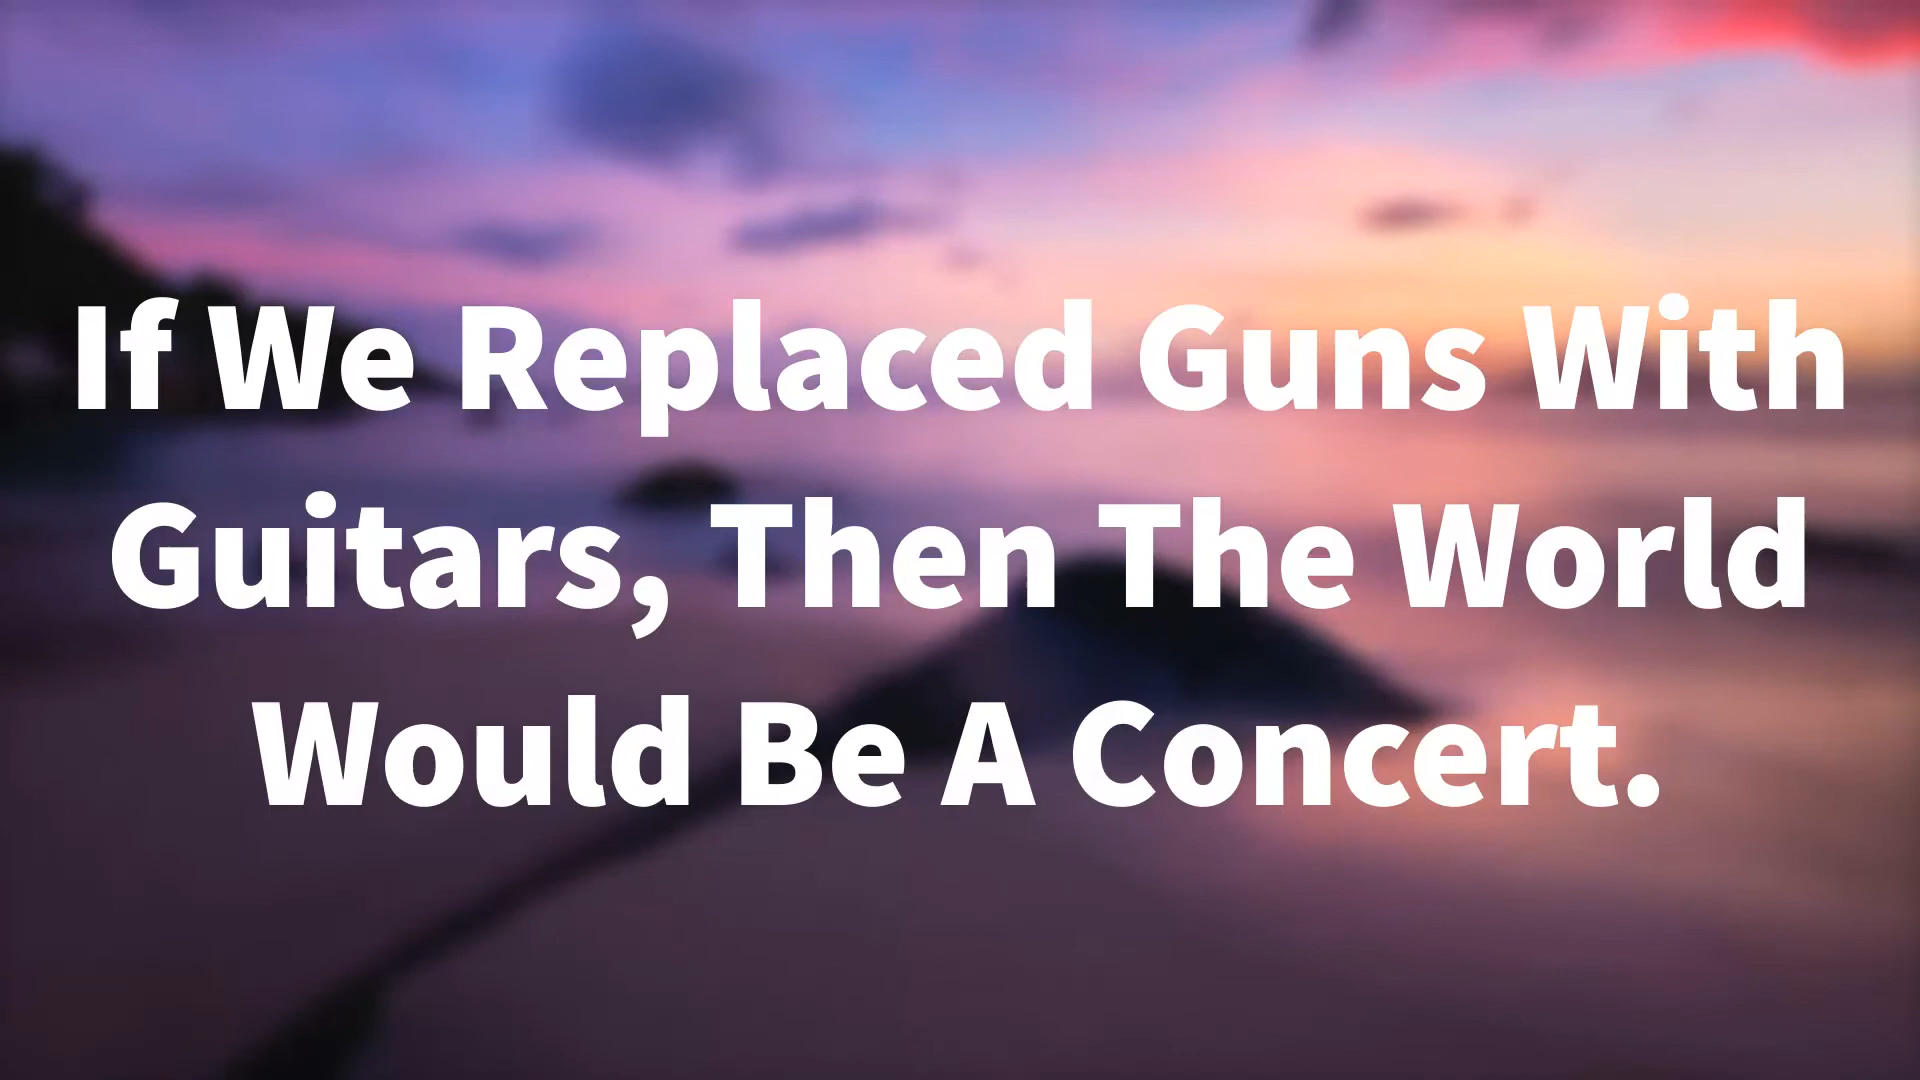 If We Replaced Guns With
Guitars, Then The World
Would Be A Concert.